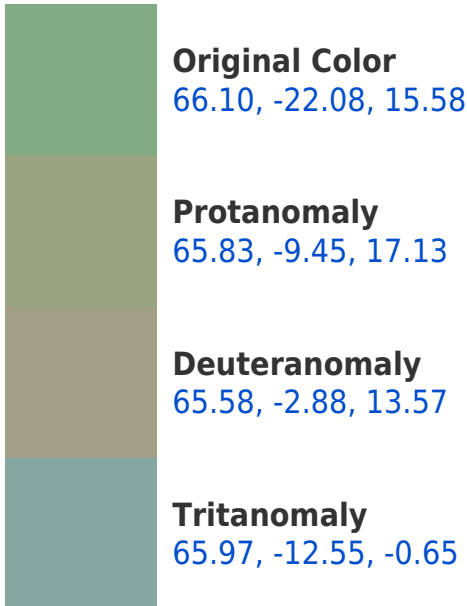 Original Color
66.10, -22.08, 15.58
Protanomaly
65.83, -9.45, 17.13
Deuteranomaly
65.58, -2.88, 13.57
Tritanomaly
65.97, -12.55, -0.65